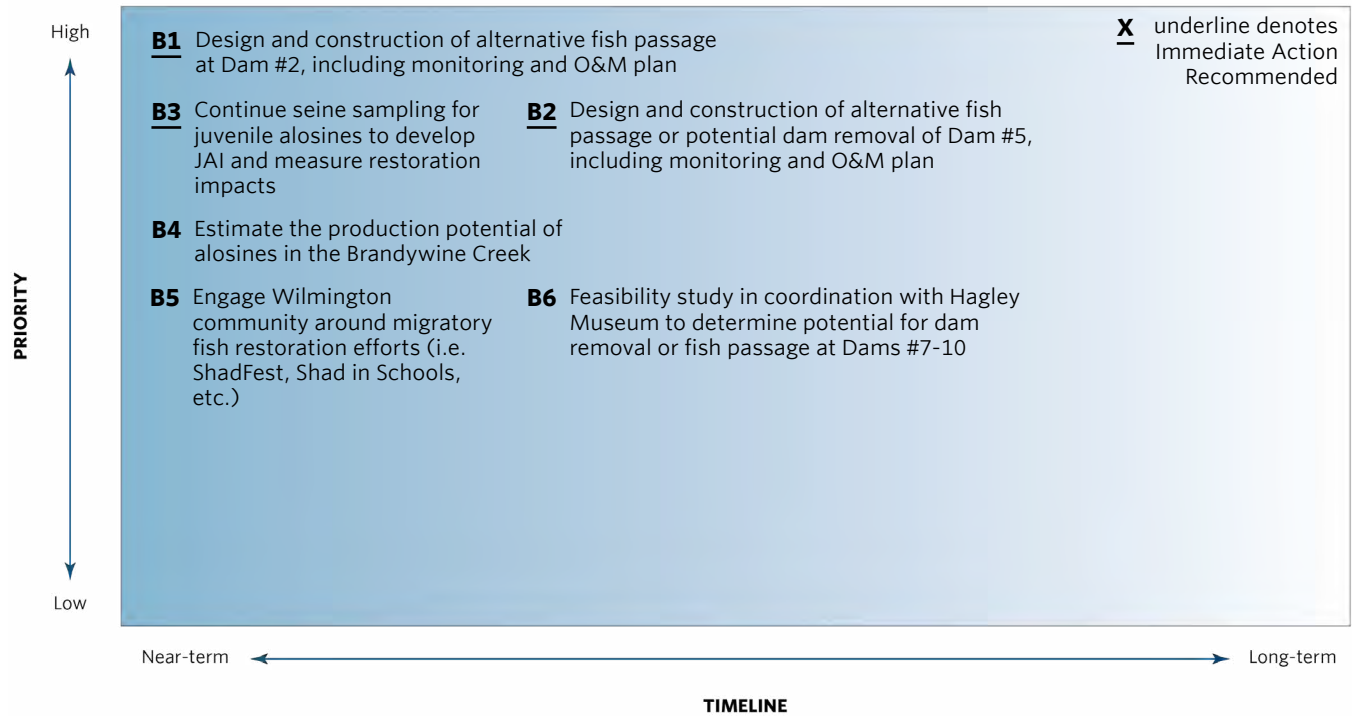 High
B1 Design and construction of alternative fish passage
at Dam #2, including monitoring and O&M plan
X underline denotes
Immediate Action
Recommended
B3 Continue seine sampling for
juvenile alosines to develop
JAI and measure restoration
impacts
B2 Design and construction of alternative fish
passage or potential dam removal of Dam #5,
including monitoring and O&M plan
B4 Estimate the production potential of
alosines in the Brandywine Creek
B5 Engage Wilmington
community around migratory
fish restoration efforts (i.e.
ShadFest, Shad in Schools,
etc.)
B6 Feasibility study in coordination with Hagley
Museum to determine potential for dam
removal or fish passage at Dams #7-10
PRIORITY
Low
Near-term
Long-term
TIMELINE